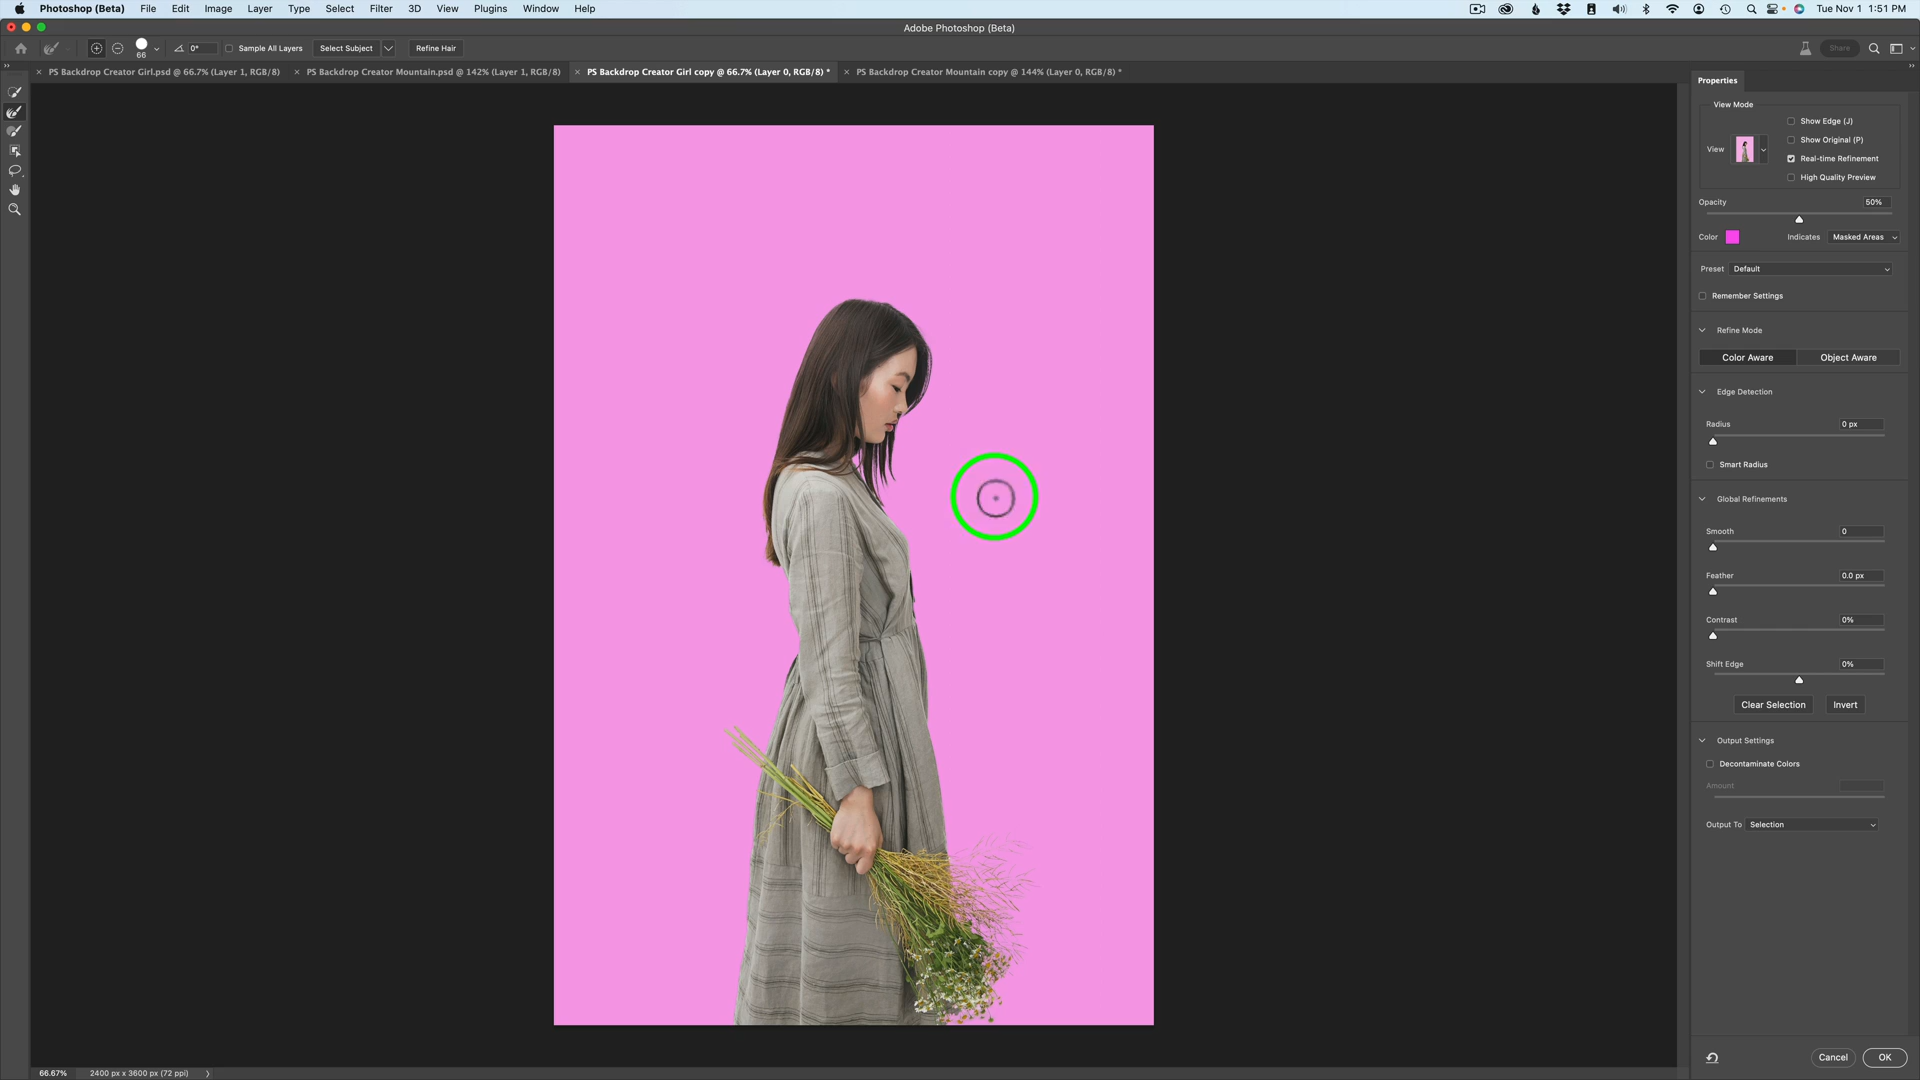 Photoshop (Beta) File Edit Image Layer Type Select Filter 3D View Plugins Window Help Tue Nov 1 1:51 PM
Adobe Photoshop (Beta)
66 0° Sample All Layers Select Subject Refine Hair Share
PS Backdrop Creator Girl.psd @ 66.7% (Layer 1, RGB/8) PS Backdrop Creator Mountain.psd @ 142% (Layer 1, RGB/8) PS Backdrop Creator Girl copy @ 66.7% (Layer 0, RGB/8) * PS Backdrop Creator Mountain copy @ 144% (Layer 0, RGB/8) *
Properties
View Mode
Show Edge (J)
Show Original (P)
View
Real-time Refinement
High Quality Preview
Opacity 50%
Color Indicates Masked Areas
Preset Default
Remember Settings
Refine Mode
Color Aware Object Aware
Edge Detection
Radius 0 px
Smart Radius
Global Refinements
Smooth 0
Feather 0.0 px
Contrast 0%
Shift Edge 0%
Clear Selection Invert
Output Settings
Decontaminate Colors
Amount
Output To Selection
Cancel OK
66.67% 2400 px x 3600 px (72 ppi)